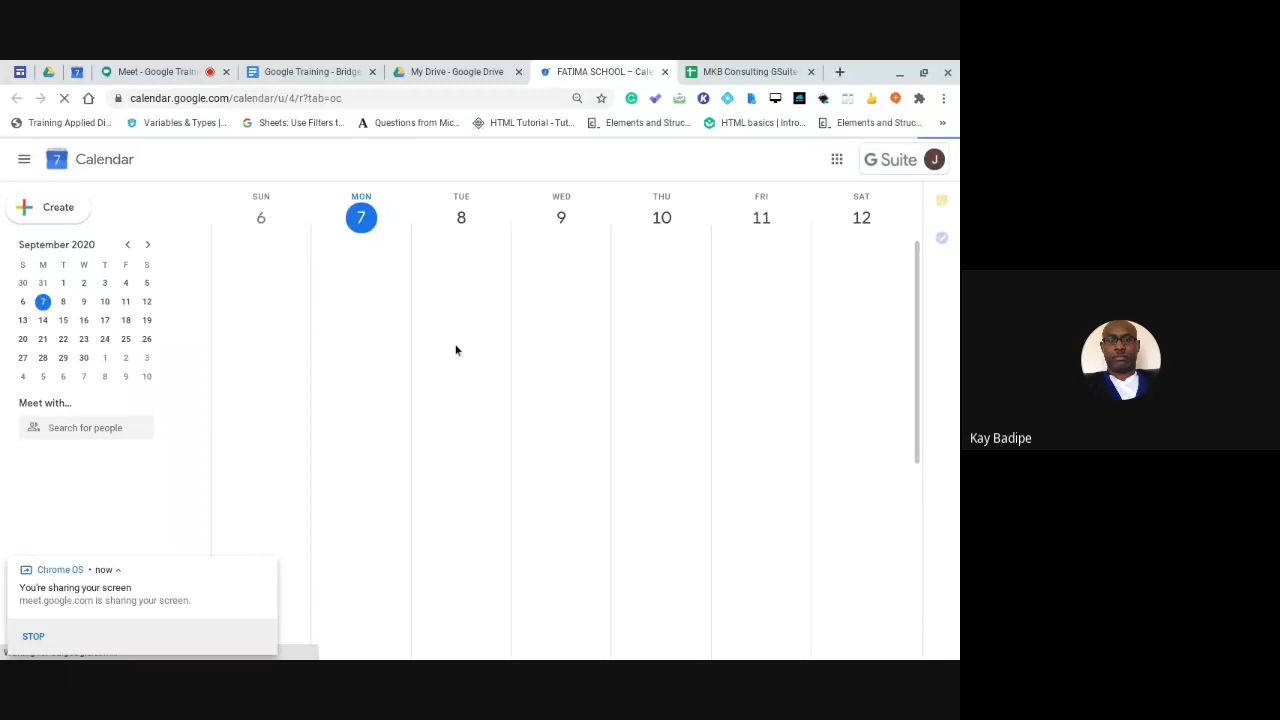 Meet - Google Train
Google Training - Bridge
My Drive - Google Drive
FATIMA SCHOOL – Cale
MKB Consulting GSuite
calendar.google.com/calendar/u/4/r?tab=oc
Training Applied Di...
Variables & Types |...
Sheets: Use Filters t...
Questions from Mic...
HTML Tutorial - Tut...
Elements and Struc...
HTML basics | Intro...
Elements and Struc...
»
7 Calendar
G Suite J
Create
SUN MON TUE WED THU FRI SAT
6 7 8 9 10 11 12
September 2020
S M T W T F S
30 31 1 2 3 4 5
6 7 8 9 10 11 12
13 14 15 16 17 18 19
20 21 22 23 24 25 26
27 28 29 30 1 2 3
4 5 6 7 8 9 10
Meet with...
Search for people
Kay Badipe
Chrome OS • now
You're sharing your screen
meet.google.com is sharing your screen.
STOP